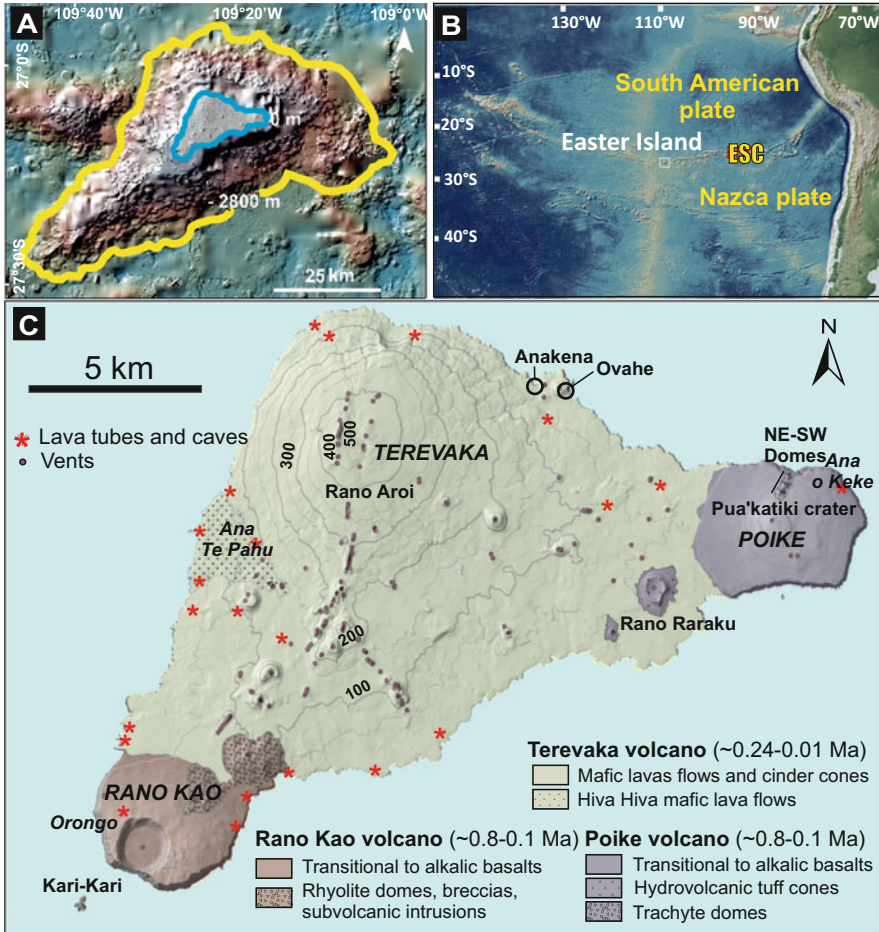 A
109°40'W
109°20'W
109°0'W
27°0'S
27°30'S
- 2800 m
25 km
B
130°W
110°W
90°W
70°W
10°S
20°S
30°S
40°S
South American
plate
Easter Island
ESC
Nazca plate
C
5 km
Lava tubes and caves
Vents
N
Anakena
Ovahe
300
400
500
TEREVAKA
Rano Aroi
NE-SW
Domes
Ana
o Keke
Pua'katiki crater
POIKE
Ana
Te Pahu
Rano Raraku
200
100
RANO KAO
Orongo
Kari-Kari
Terevaka volcano (~0.24-0.01 Ma)
Mafic lavas flows and cinder cones
Hiva Hiva mafic lava flows
Rano Kao volcano (~0.8-0.1 Ma)
Transitional to alkalic basalts
Rhyolite domes, breccias,
subvolcanic intrusions
Poike volcano (~0.8-0.1 Ma)
Transitional to alkalic basalts
Hydrovolcanic tuff cones
Trachyte domes